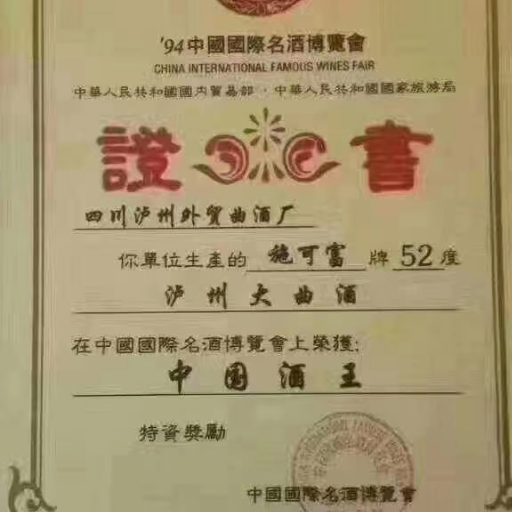 '94中國國際名酒博覽會
CHINA INTERNATIONAL FAMOUS WINES FAIR
中華人民共和國國内貿易部·中華人民共和國國家旅游局
證書
四川泸州外贸曲酒厂
你單位生産的施可富牌52度
泸州大曲酒
在中國國際名酒博覽會上榮獲:
中国酒王
特資獎勵
中國國際名酒博覽會